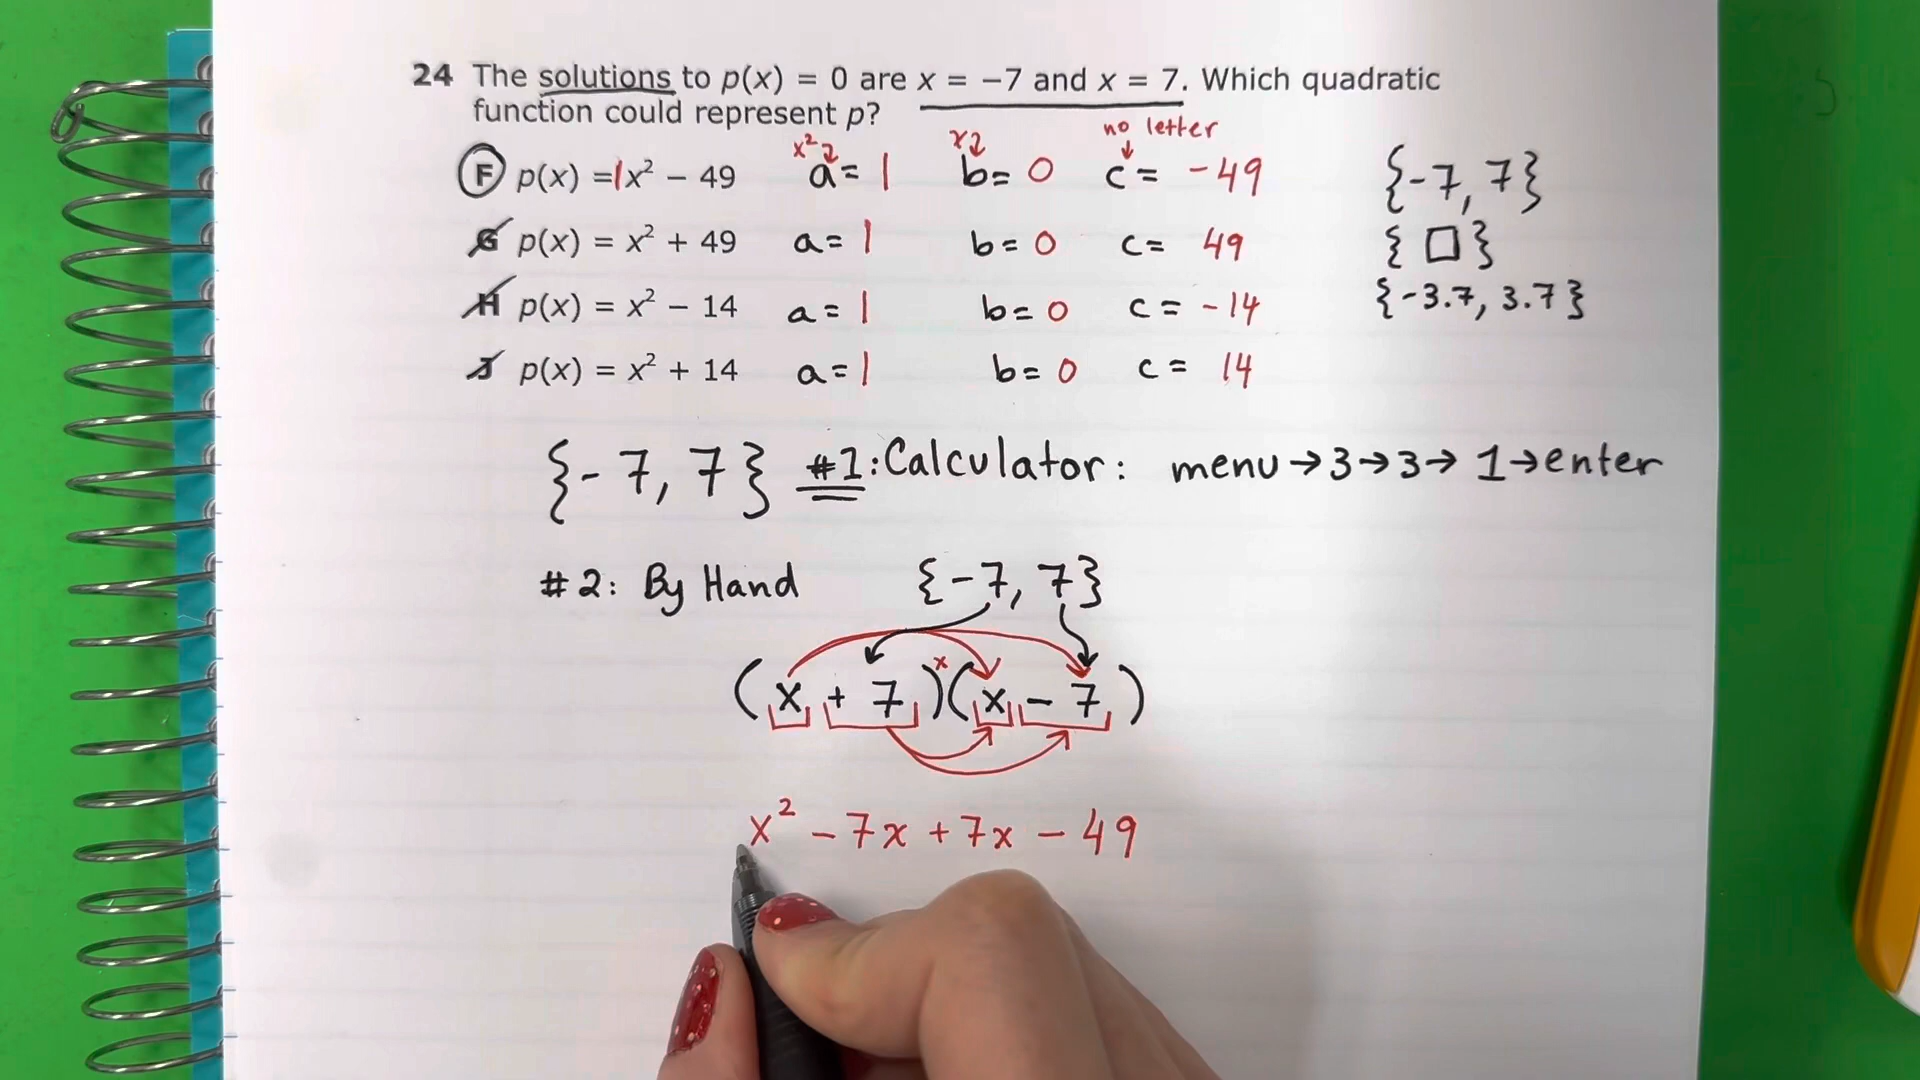 24 The solutions to p(x) = 0 are x = −7 and x = 7. Which quadratic
function could represent p?
no letter
x² x
F p(x) =1x² − 49 a = 1 b = 0 c = -49 {-7, 7}
G p(x) = x² + 49 a = 1 b = 0 c = 49 { □ }
H p(x) = x² − 14 a = 1 b = 0 c = -14 {-3.7, 3.7}
J p(x) = x² + 14 a = 1 b = 0 c = 14
{-7, 7} #1: Calculator: menu → 3 → 3 → 1 → enter
#2: By Hand {-7, 7}
(x + 7)x(x - 7)
x² - 7x + 7x - 49